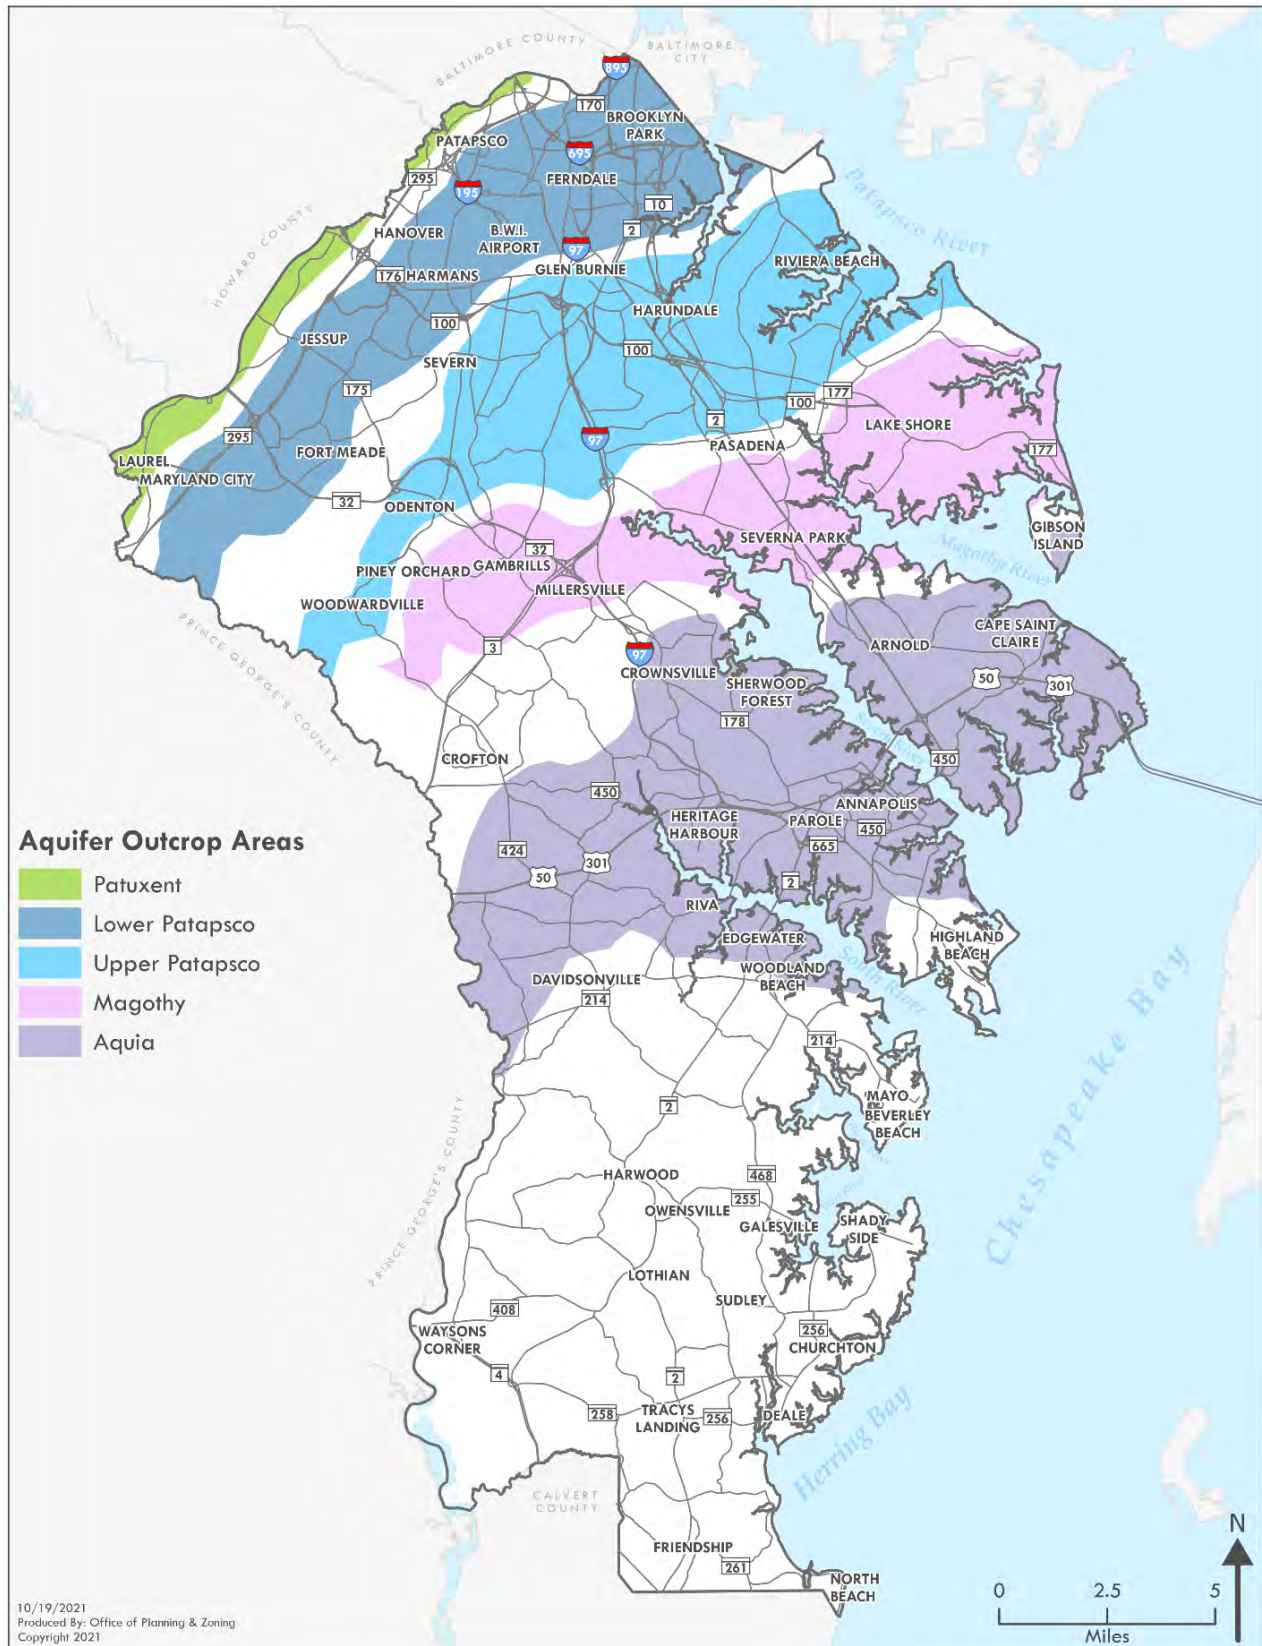 BALTIMORE COUNTY
BALTIMORE
CITY
895
170
BROOKLYN
PARK
PATAPSCO
695
295
FERNDALE
195
10
Patapsco River
HOWARD COUNTY
HANOVER
B.W.I.
AIRPORT
2
97
176
HARMANS
GLEN BURNIE
RIVIERA BEACH
HARUNDALE
100
JESSUP
SEVERN
100
175
177
100
2
LAKE SHORE
295
97
PASADENA
177
FORT MEADE
LAUREL
MARYLAND CITY
32
ODENTON
GIBSON
ISLAND
SEVERNA PARK
Magothy River
32
PINEY ORCHARD
GAMBRILLS
MILLERSVILLE
WOODWARDVILLE
PRINCE GEORGE'S COUNTY
3
97
CROWNSVILLE
ARNOLD
CAPE SAINT
CLAIRE
50
301
SHERWOOD
FOREST
178
Severn River
CROFTON
450
450
HERITAGE
HARBOUR
ANNAPOLIS
PAROLE
450
665
424
301
50
2
RIVA
EDGEWATER
HIGHLAND
BEACH
WOODLAND
BEACH
South River
DAVIDSONVILLE
214
214
Chesapeake Bay
Aquifer Outcrop Areas
Patuxent
Lower Patapsco
Upper Patapsco
Magothy
Aquia
MAYO
BEVERLEY
BEACH
2
PRINCE GEORGE'S COUNTY
HARWOOD
468
255
OWENSVILLE
GALESVILLE
SHADY
SIDE
LOTHIAN
SUDLEY
408
WAYSONS
CORNER
256
CHURCHTON
4
2
258
TRACYS
LANDING
256
DEALE
Herring Bay
CALVERT
COUNTY
FRIENDSHIP
261
NORTH
BEACH
N
0 2.5 5
Miles
10/19/2021
Produced By: Office of Planning & Zoning
Copyright 2021